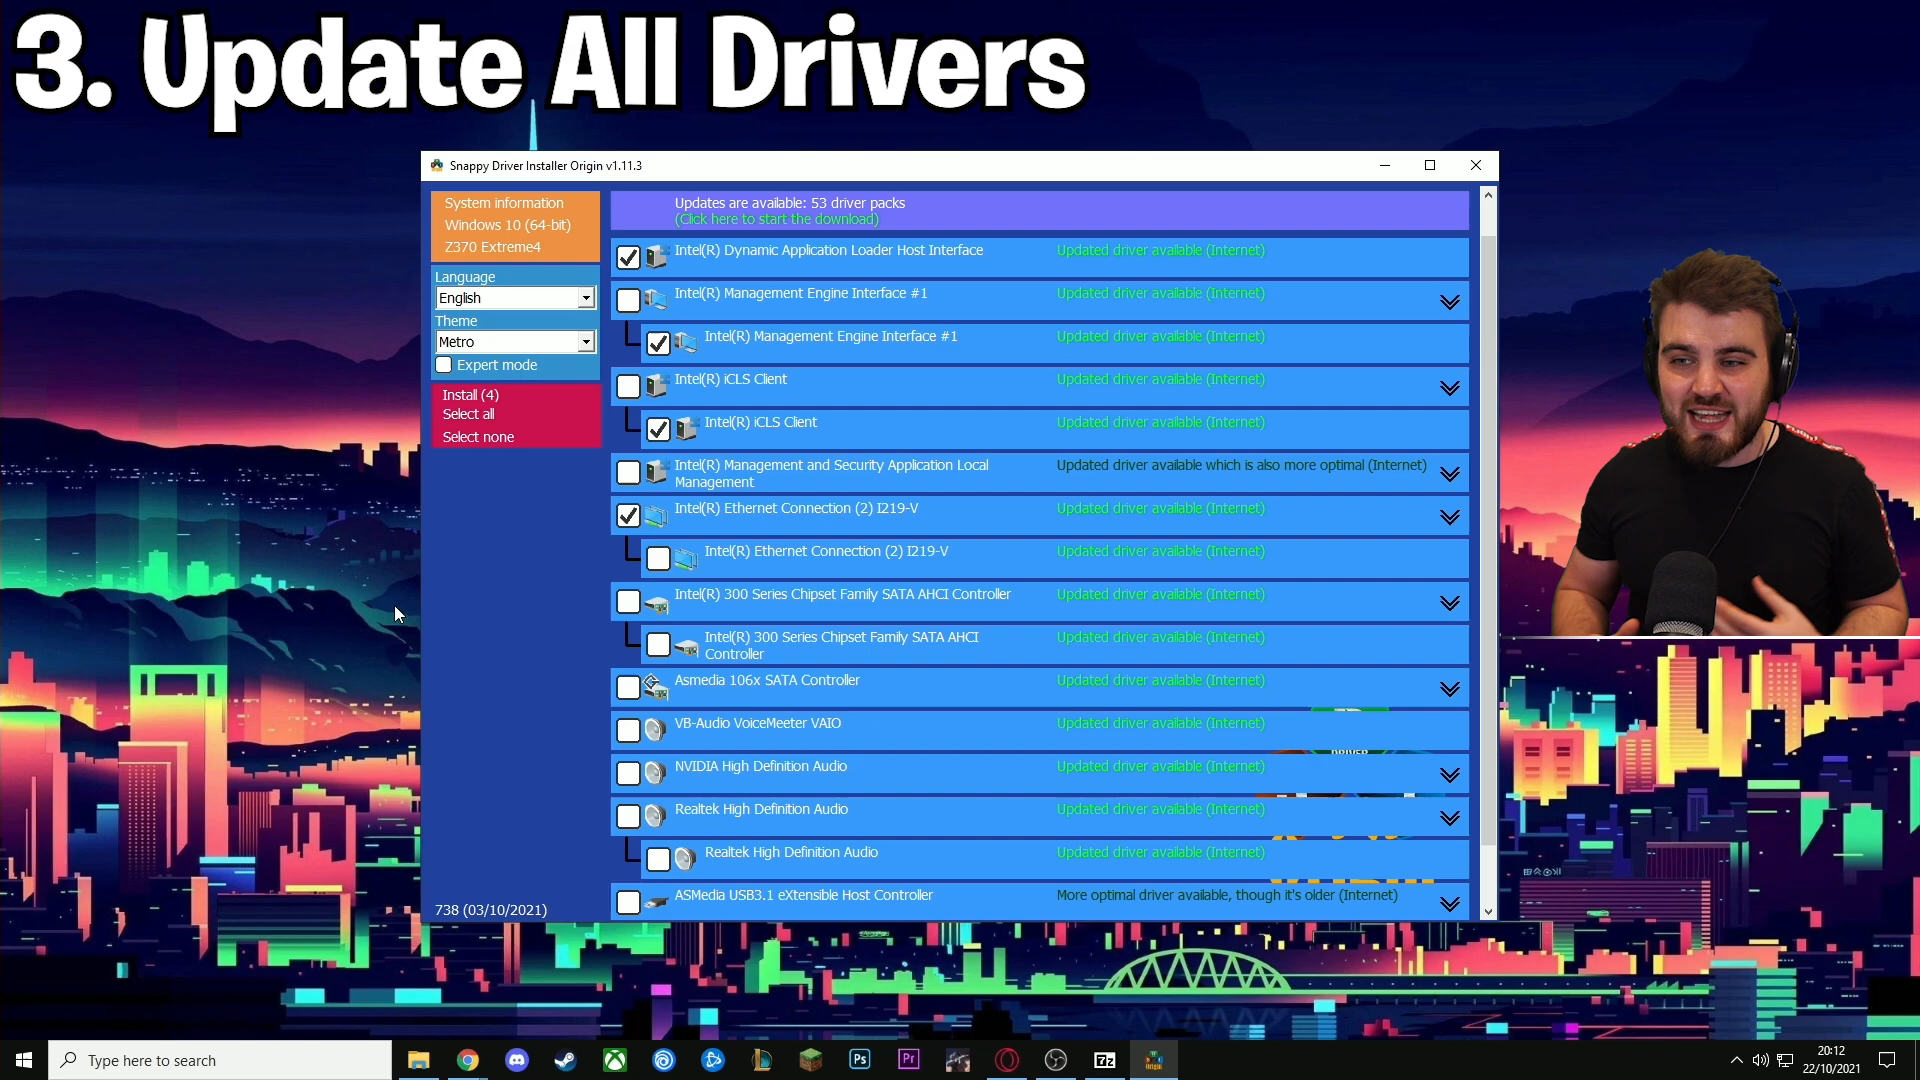 3. Update All Drivers
Snappy Driver Installer Origin v1.11.3
System information
Windows 10 (64-bit)
Z370 Extreme4
Language
English
Theme
Metro
Expert mode
Install (4)
Select all
Select none
738 (03/10/2021)
Updates are available: 53 driver packs
(Click here to start the download)
Intel(R) Dynamic Application Loader Host Interface Updated driver available (Internet)
Intel(R) Management Engine Interface #1 Updated driver available (Internet)
Intel(R) Management Engine Interface #1 Updated driver available (Internet)
Intel(R) iCLS Client Updated driver available (Internet)
Intel(R) iCLS Client Updated driver available (Internet)
Intel(R) Management and Security Application Local Updated driver available which is also more optimal (Internet)
Management
Intel(R) Ethernet Connection (2) I219-V Updated driver available (Internet)
Intel(R) Ethernet Connection (2) I219-V Updated driver available (Internet)
Intel(R) 300 Series Chipset Family SATA AHCI Controller Updated driver available (Internet)
Intel(R) 300 Series Chipset Family SATA AHCI Updated driver available (Internet)
Controller
Asmedia 106x SATA Controller Updated driver available (Internet)
VB-Audio VoiceMeeter VAIO Updated driver available (Internet)
NVIDIA High Definition Audio Updated driver available (Internet)
Realtek High Definition Audio Updated driver available (Internet)
Realtek High Definition Audio Updated driver available (Internet)
ASMedia USB3.1 eXtensible Host Controller More optimal driver available, though it's older (Internet)
Type here to search
Ps
Pr
7z
Origin
20:12
22/10/2021